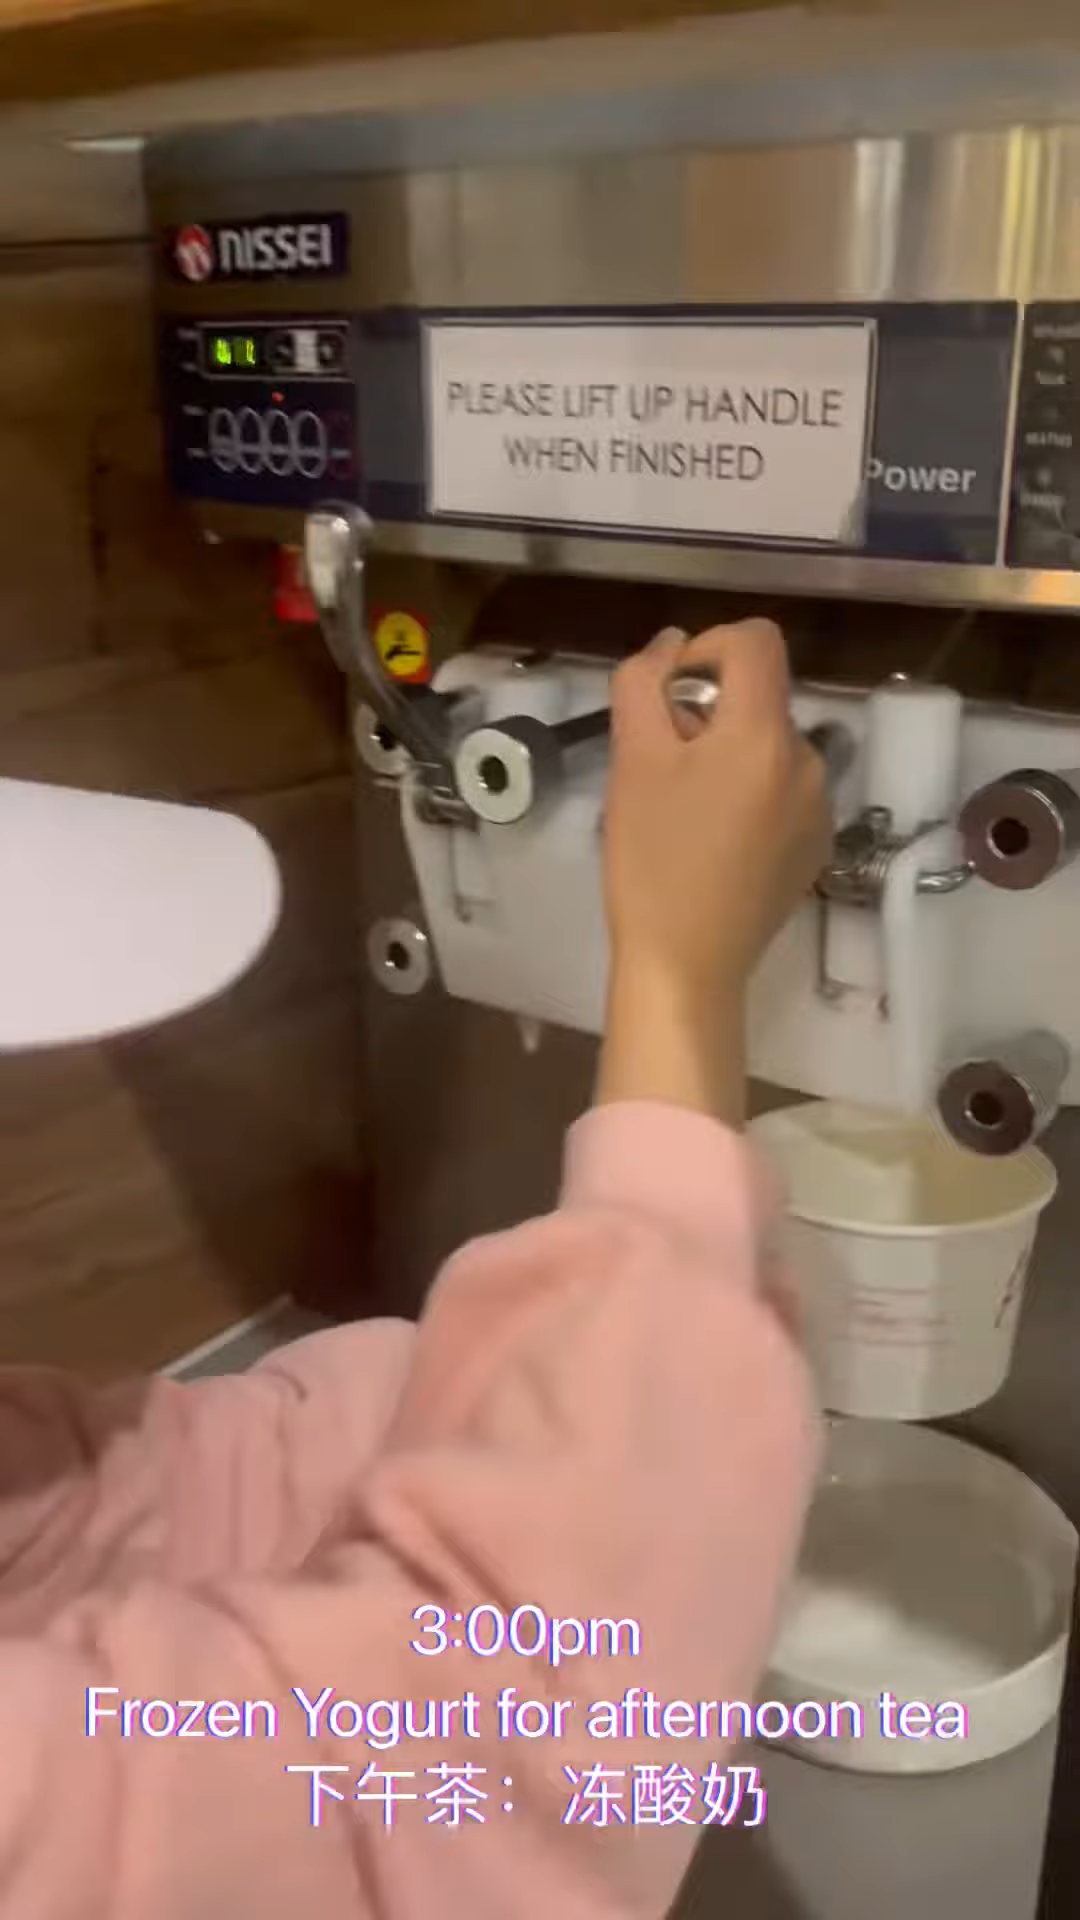 NISSEI
PLEASE LIFT UP HANDLE
WHEN FINISHED
Power
3:00pm
Frozen Yogurt for afternoon tea
下午茶：冻酸奶